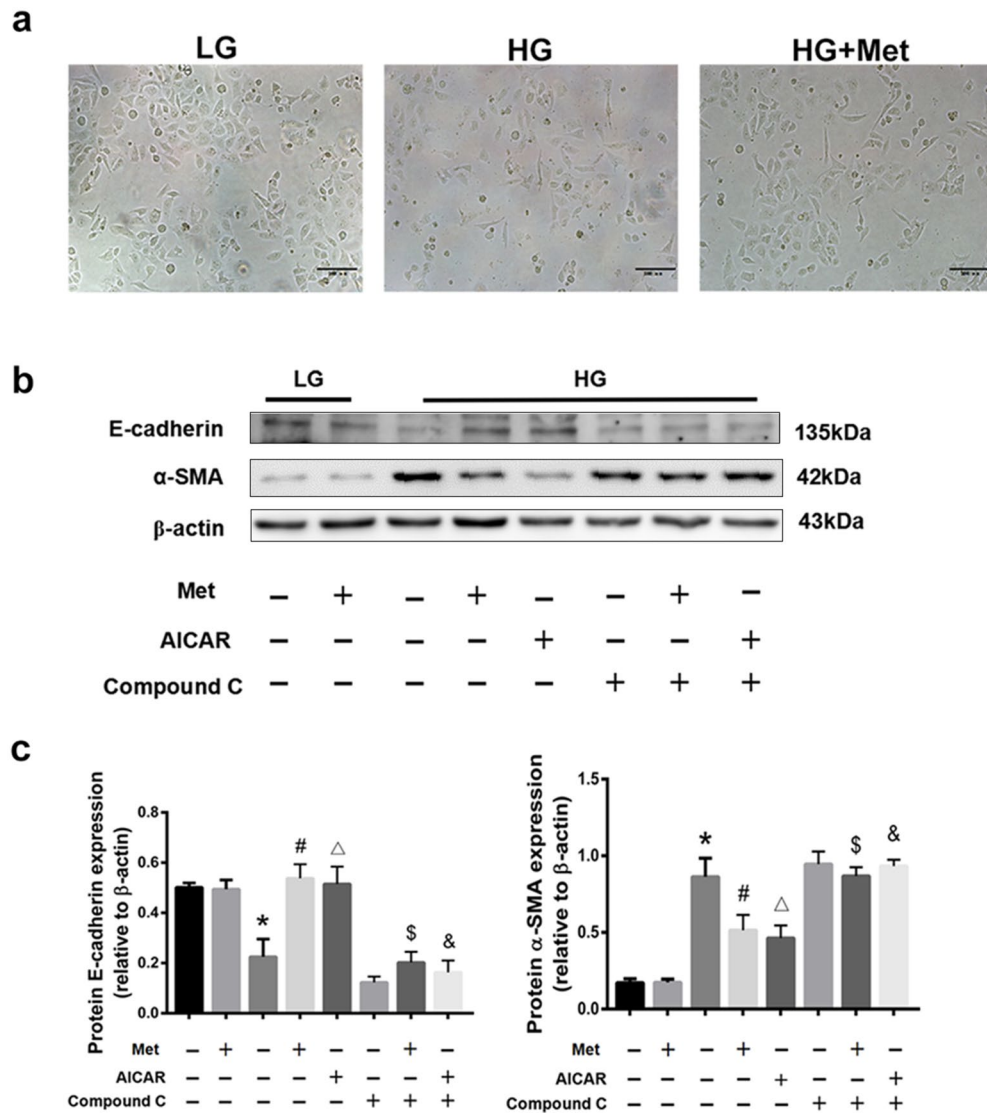 a
LG HG HG+Met
b
LG HG
E-cadherin 135kDa
α-SMA 42kDa
β-actin 43kDa
Met − + − + − − + −
AICAR − − − − + − − +
Compound C − − − − − + + +
c
Protein E-cadherin expression
(relative to β-actin)
0.8
0.6
0.4
0.2
0.0
* # △ $ &
Met − + − + − − + −
AICAR − − − − + − − +
Compound C − − − − − + + +
Protein α-SMA expression
(relative to β-actin)
1.5
1.0
0.5
0.0
* # △ $ &
Met − + − + − − + −
AICAR − − − − + − − +
Compound C − − − − − + + +